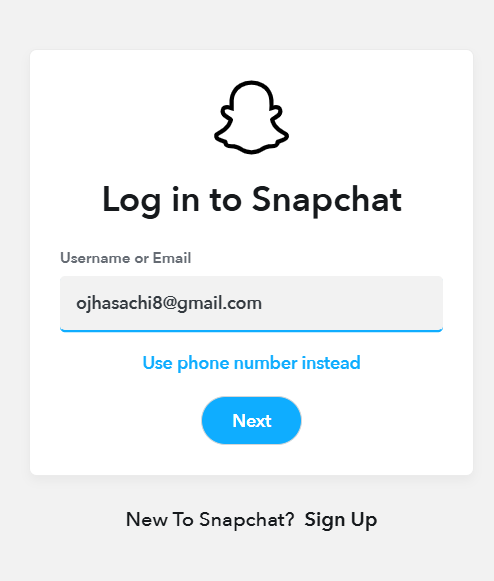 Log in to Snapchat
Username or Email
ojhasachi8@gmail.com
Use phone number instead
Next
New To Snapchat? Sign Up